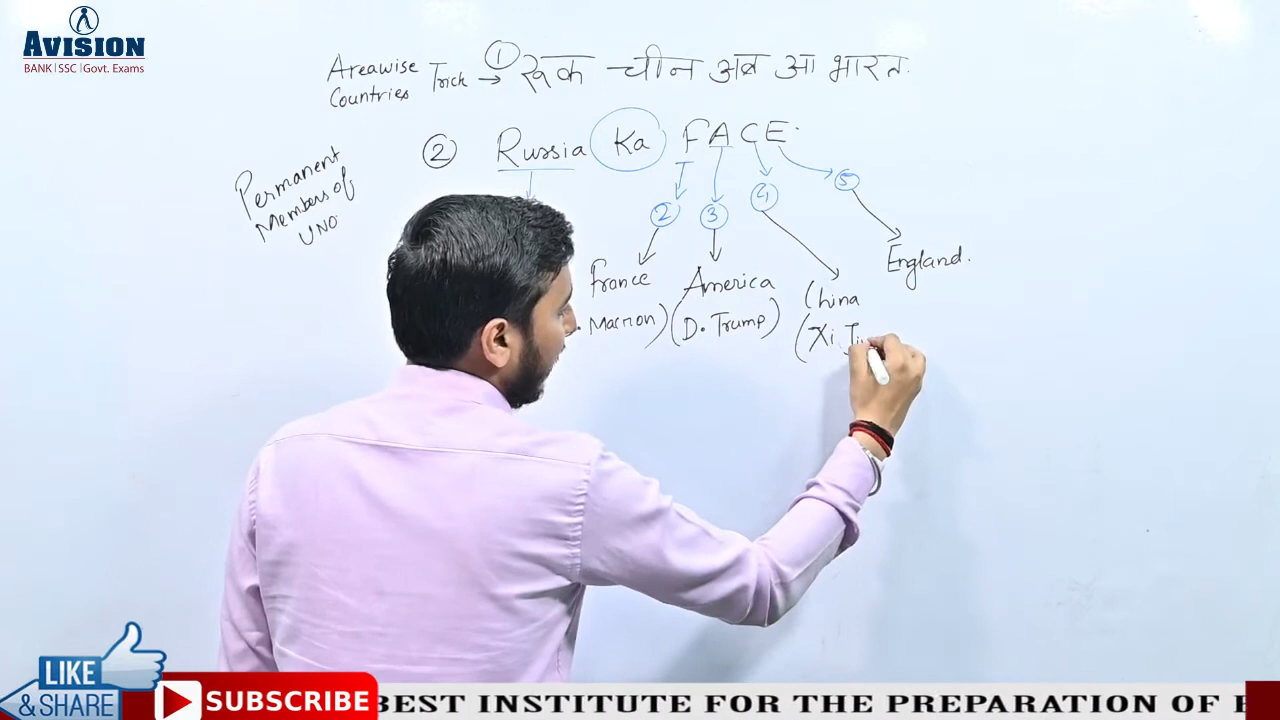 AVISION
BANK | SSC | Govt. Exams
Areawise
Countries
Trick → ① रूक चीन अब आ भारत.
② Russia Ka FACE.
Permanent
Members of
UNO
2 3 4 5
England.
France America China
. Macron) (D. Trump) (Xi Ji
LIKE
& SHARE
SUBSCRIBE
BEST INSTITUTE FOR THE PREPARATION OF